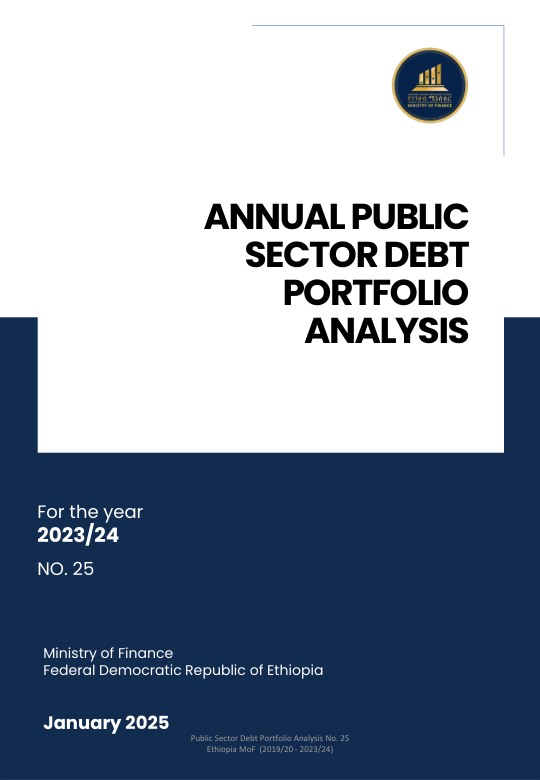 የገንዘብ ሚኒስቴር
MINISTRY OF FINANCE
ANNUAL PUBLIC
SECTOR DEBT
PORTFOLIO
ANALYSIS
For the year
2023/24
NO. 25
Ministry of Finance
Federal Democratic Republic of Ethiopia
January 2025
Public Sector Debt Portfolio Analysis No. 25
Ethiopia MoF (2019/20 - 2023/24)